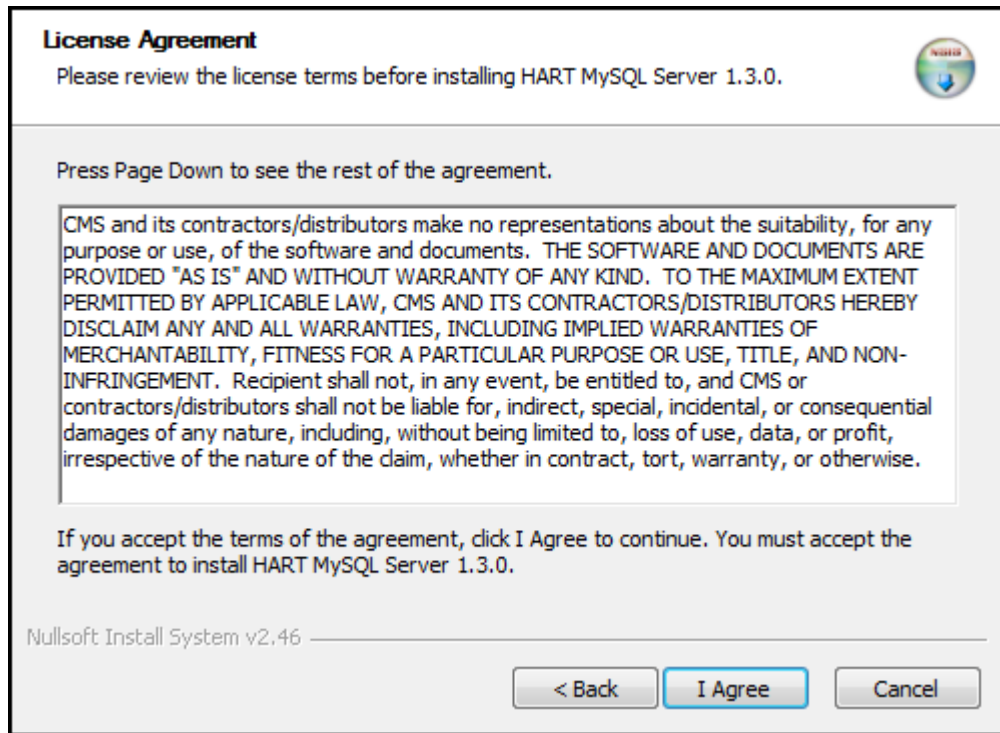 License Agreement
Please review the license terms before installing HART MySQL Server 1.3.0.
Press Page Down to see the rest of the agreement.
CMS and its contractors/distributors make no representations about the suitability, for any
purpose or use, of the software and documents.  THE SOFTWARE AND DOCUMENTS ARE
PROVIDED "AS IS" AND WITHOUT WARRANTY OF ANY KIND.  TO THE MAXIMUM EXTENT
PERMITTED BY APPLICABLE LAW, CMS AND ITS CONTRACTORS/DISTRIBUTORS HEREBY
DISCLAIM ANY AND ALL WARRANTIES, INCLUDING IMPLIED WARRANTIES OF
MERCHANTABILITY, FITNESS FOR A PARTICULAR PURPOSE OR USE, TITLE, AND NON-
INFRINGEMENT.  Recipient shall not, in any event, be entitled to, and CMS or
contractors/distributors shall not be liable for, indirect, special, incidental, or consequential
damages of any nature, including, without being limited to, loss of use, data, or profit,
irrespective of the nature of the claim, whether in contract, tort, warranty, or otherwise.
If you accept the terms of the agreement, click I Agree to continue. You must accept the
agreement to install HART MySQL Server 1.3.0.
Nullsoft Install System v2.46
< Back
I Agree
Cancel